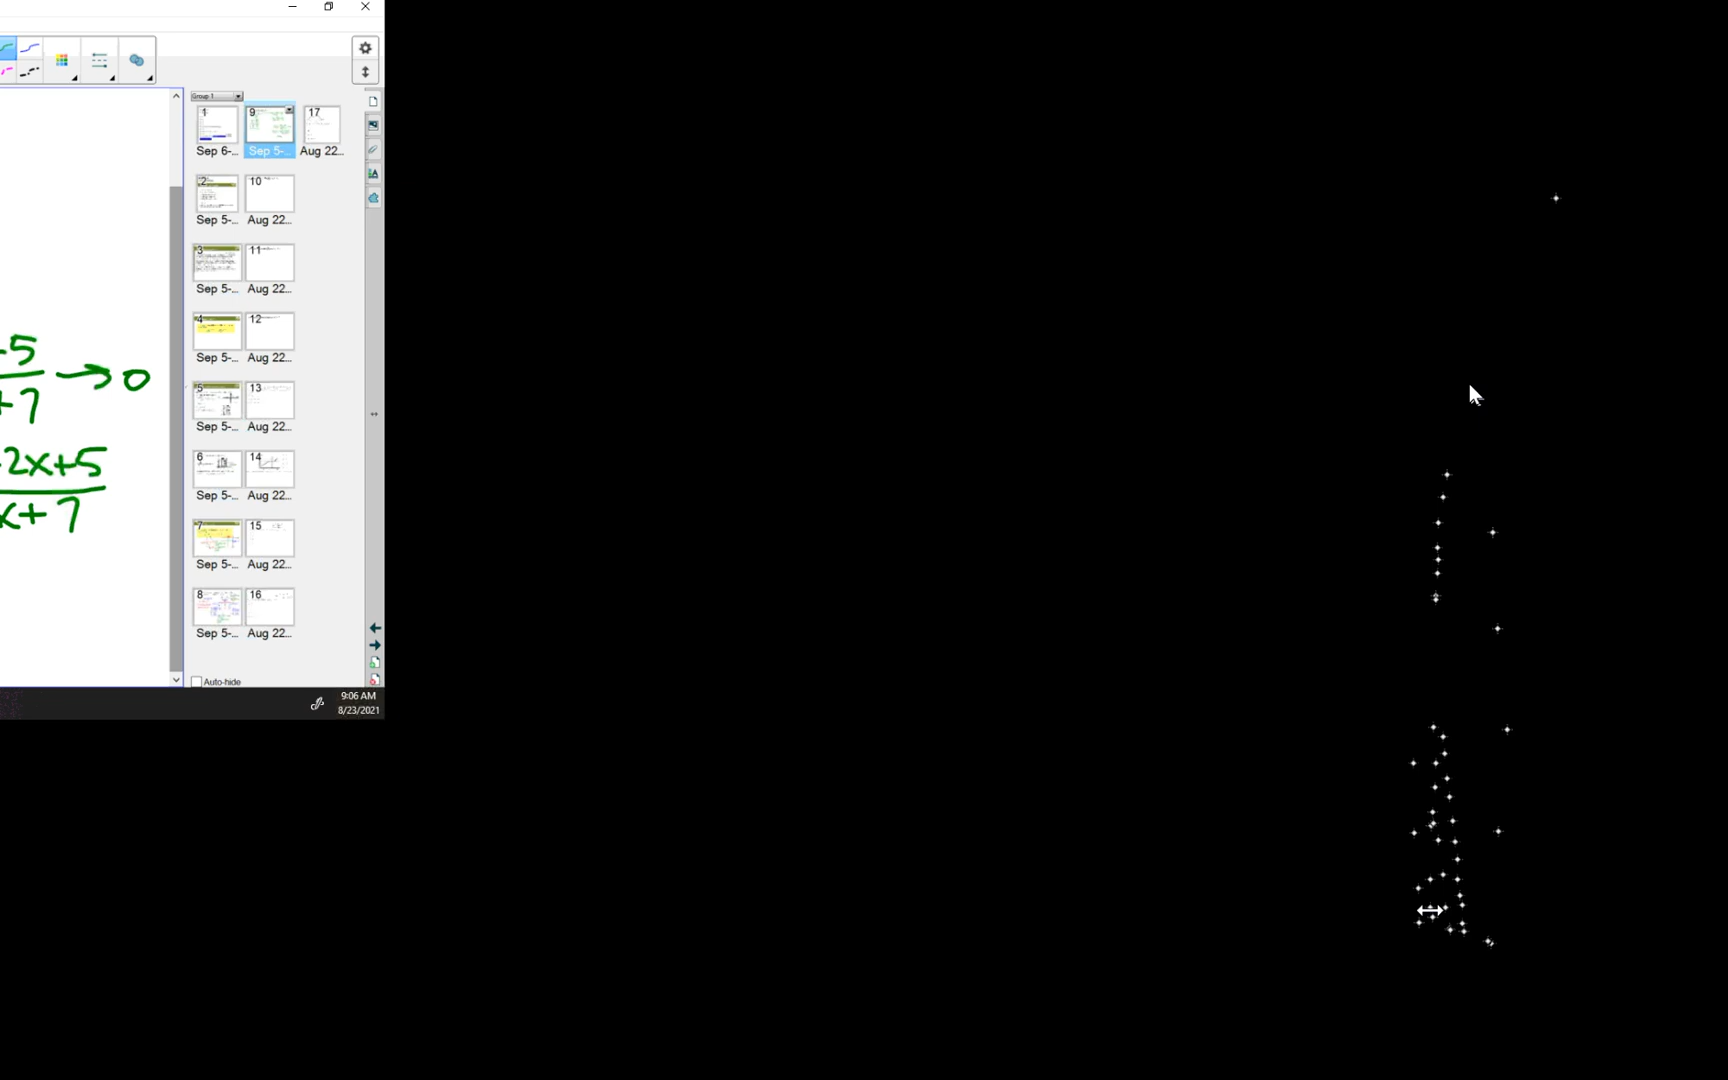 Group 1
1 9 17
Sep 6-... Sep 5-... Aug 22...
2 10
Sep 5-... Aug 22...
3 11
Sep 5-... Aug 22...
4 12
Sep 5-... Aug 22...
5 13
Sep 5-... Aug 22...
6 14
Sep 5-... Aug 22...
7 15
Sep 5-... Aug 22...
8 16
Sep 5-... Aug 22...
+5
+7 → 0
2x+5
x+7
Auto-hide
9:06 AM
8/23/2021